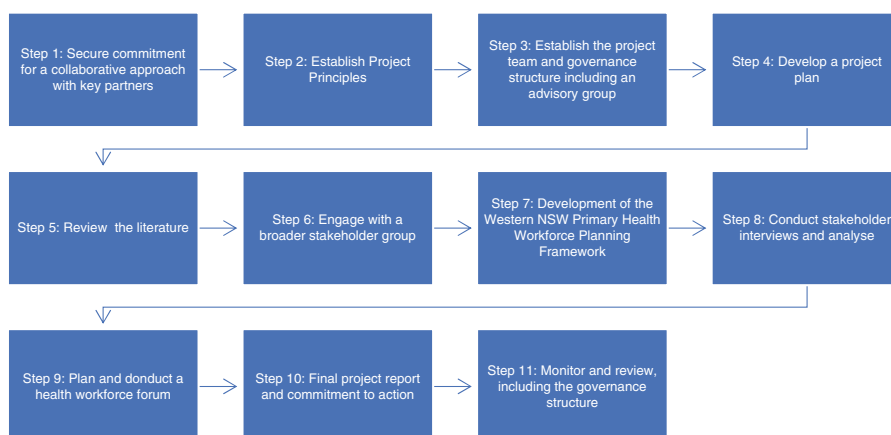 Step 1: Secure commitment
for a collaborative approach
with key partners
Step 2: Establish Project
Principles
Step 3: Establish the project
team and governance
structure including an
advisory group
Step 4: Develop a project
plan
Step 5: Review the literature
Step 6: Engage with a
broader stakeholder group
Step 7: Development of the
Western NSW Primary Health
Workforce Planning
Framework
Step 8: Conduct stakeholder
interviews and analyse
Step 9: Plan and donduct a
health workforce forum
Step 10: Final project report
and commitment to action
Step 11: Monitor and review,
including the governance
structure